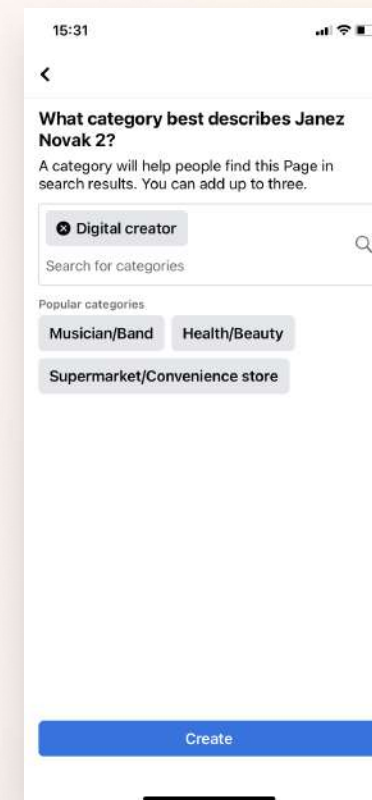 15:31
What category best describes Janez
Novak 2?
A category will help people find this Page in
search results. You can add up to three.
Digital creator
Search for categories
Popular categories
Musician/Band Health/Beauty
Supermarket/Convenience store
Create